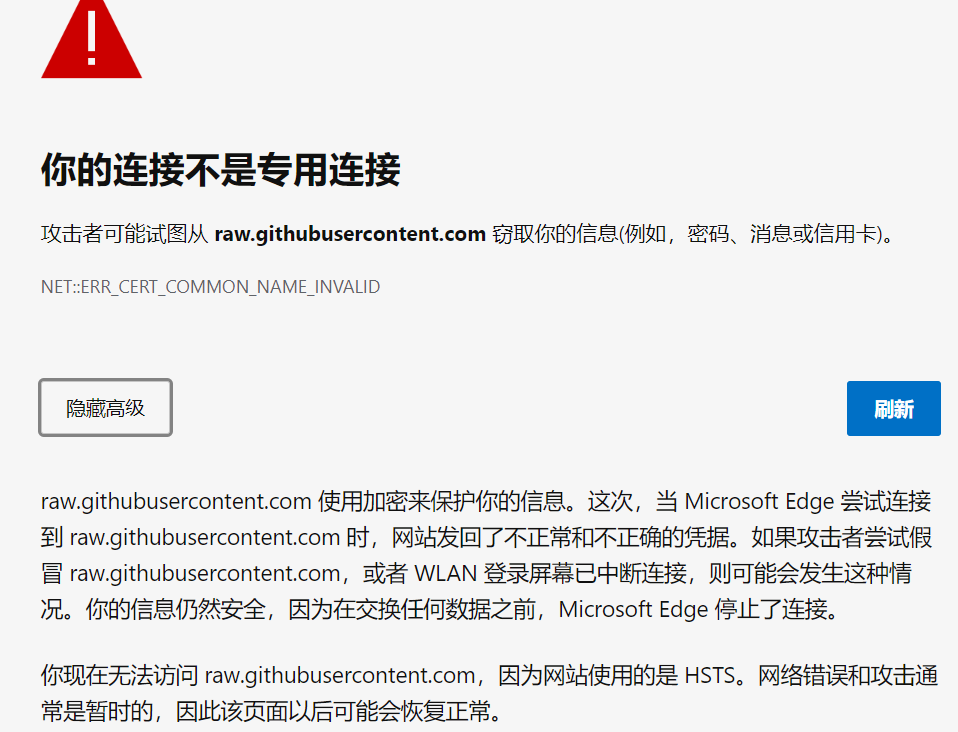 你的连接不是专用连接
攻击者可能试图从 raw.githubusercontent.com 窃取你的信息(例如，密码、消息或信用卡)。
NET::ERR_CERT_COMMON_NAME_INVALID
隐藏高级
刷新
raw.githubusercontent.com 使用加密来保护你的信息。这次，当 Microsoft Edge 尝试连接
到 raw.githubusercontent.com 时，网站发回了不正常和不正确的凭据。如果攻击者尝试假
冒 raw.githubusercontent.com，或者 WLAN 登录屏幕已中断连接，则可能会发生这种情
况。你的信息仍然安全，因为在交换任何数据之前，Microsoft Edge 停止了连接。
你现在无法访问 raw.githubusercontent.com，因为网站使用的是 HSTS。网络错误和攻击通
常是暂时的，因此该页面以后可能会恢复正常。